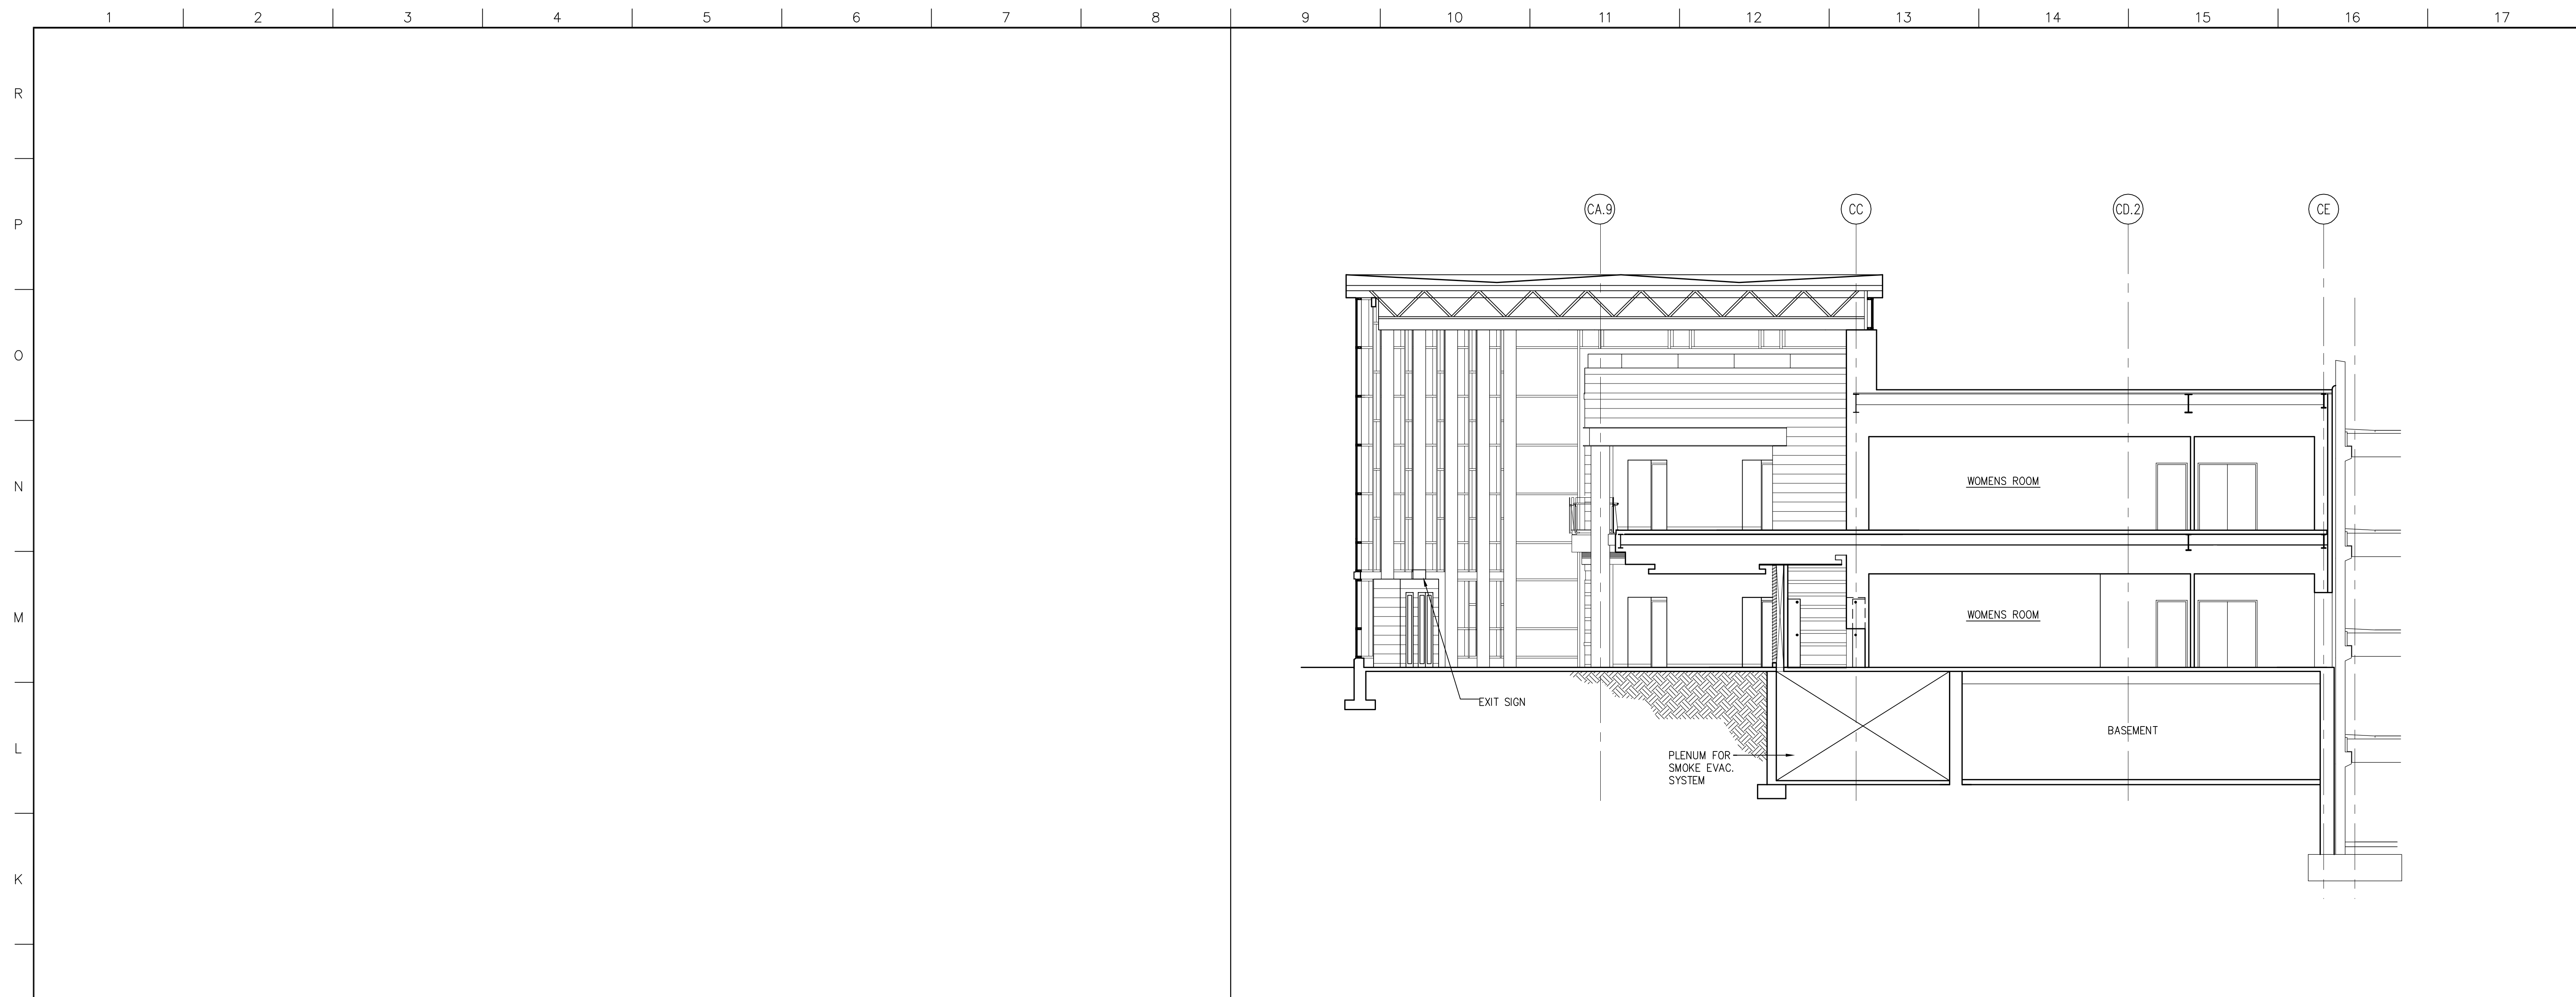 1 2 3 4 5 6 7 8 9 10 11 12 13 14 15 16 17
R
P
CA.9 CC CD.2 CE
O
N
WOMENS ROOM
M
WOMENS ROOM
EXIT SIGN
L
BASEMENT
PLENUM FOR
SMOKE EVAC.
SYSTEM
K